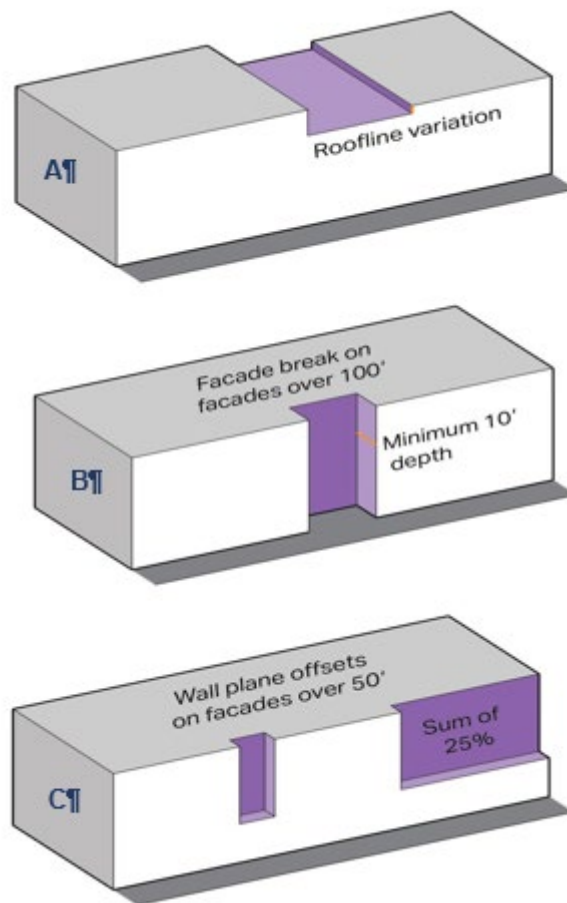 A¶
Roofline variation
Facade break on
facades over 100'
Minimum 10'
depth
B¶
Wall plane offsets
on facades over 50'
Sum of
25%
C¶